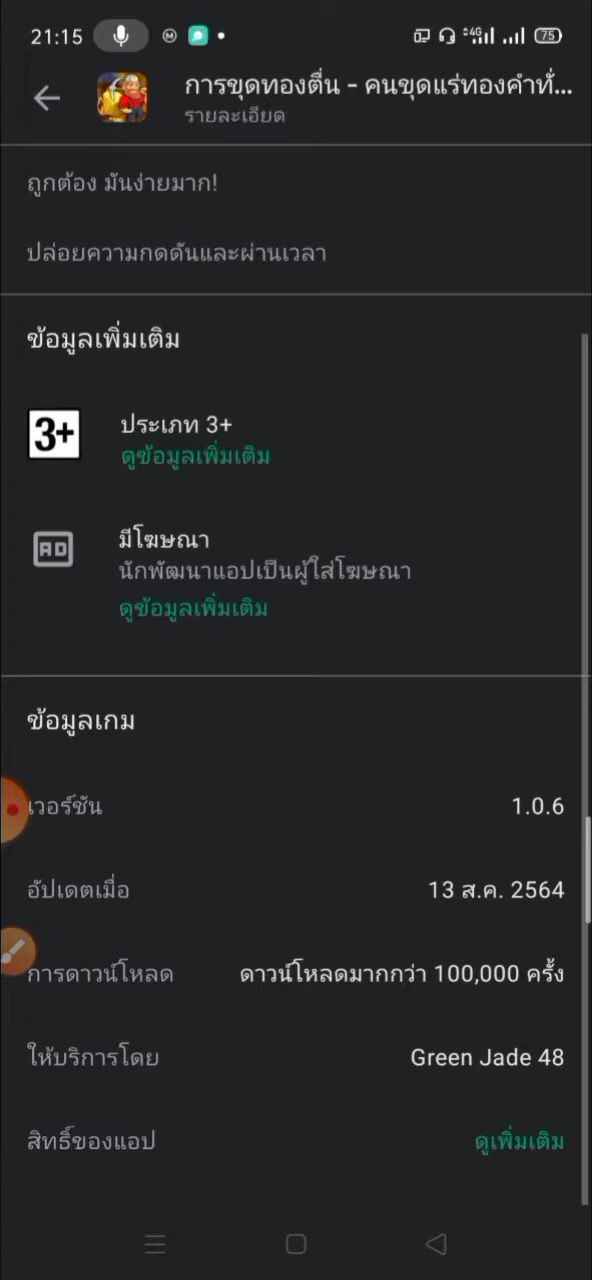 21:15
4G
75
การขุดทองตื่น - คนขุดแร่ทองคำทั่...
รายละเอียด
ถูกต้อง มันง่ายมาก!
ปล่อยความกดดันและผ่านเวลา
ข้อมูลเพิ่มเติม
3+
ประเภท 3+
ดูข้อมูลเพิ่มเติม
AD
มีโฆษณา
นักพัฒนาแอปเป็นผู้ใส่โฆษณา
ดูข้อมูลเพิ่มเติม
ข้อมูลเกม
เวอร์ชัน 1.0.6
อัปเดตเมื่อ 13 ส.ค. 2564
การดาวน์โหลด ดาวน์โหลดมากกว่า 100,000 ครั้ง
ให้บริการโดย Green Jade 48
สิทธิ์ของแอป ดูเพิ่มเติม